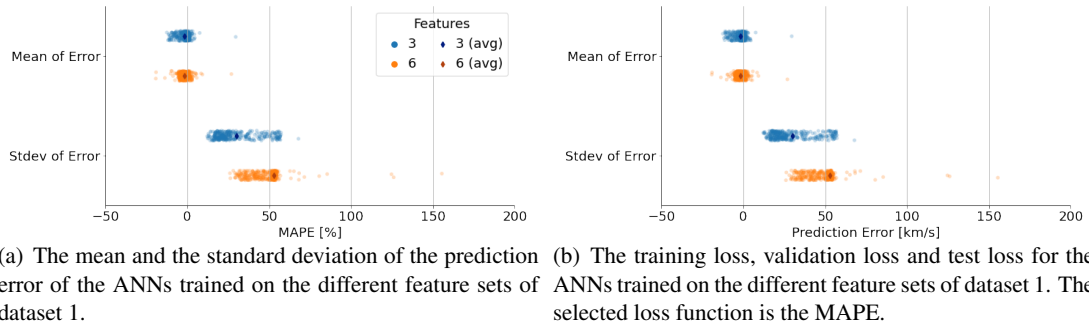 Features
3 3 (avg)
6 6 (avg)
Mean of Error
Stdev of Error
−50 0 50 100 150 200
MAPE [%]
Mean of Error
Stdev of Error
−50 0 50 100 150 200
Prediction Error [km/s]
(a) The mean and the standard deviation of the prediction
error of the ANNs trained on the different feature sets of
dataset 1.
(b) The training loss, validation loss and test loss for the
ANNs trained on the different feature sets of dataset 1. The
selected loss function is the MAPE.